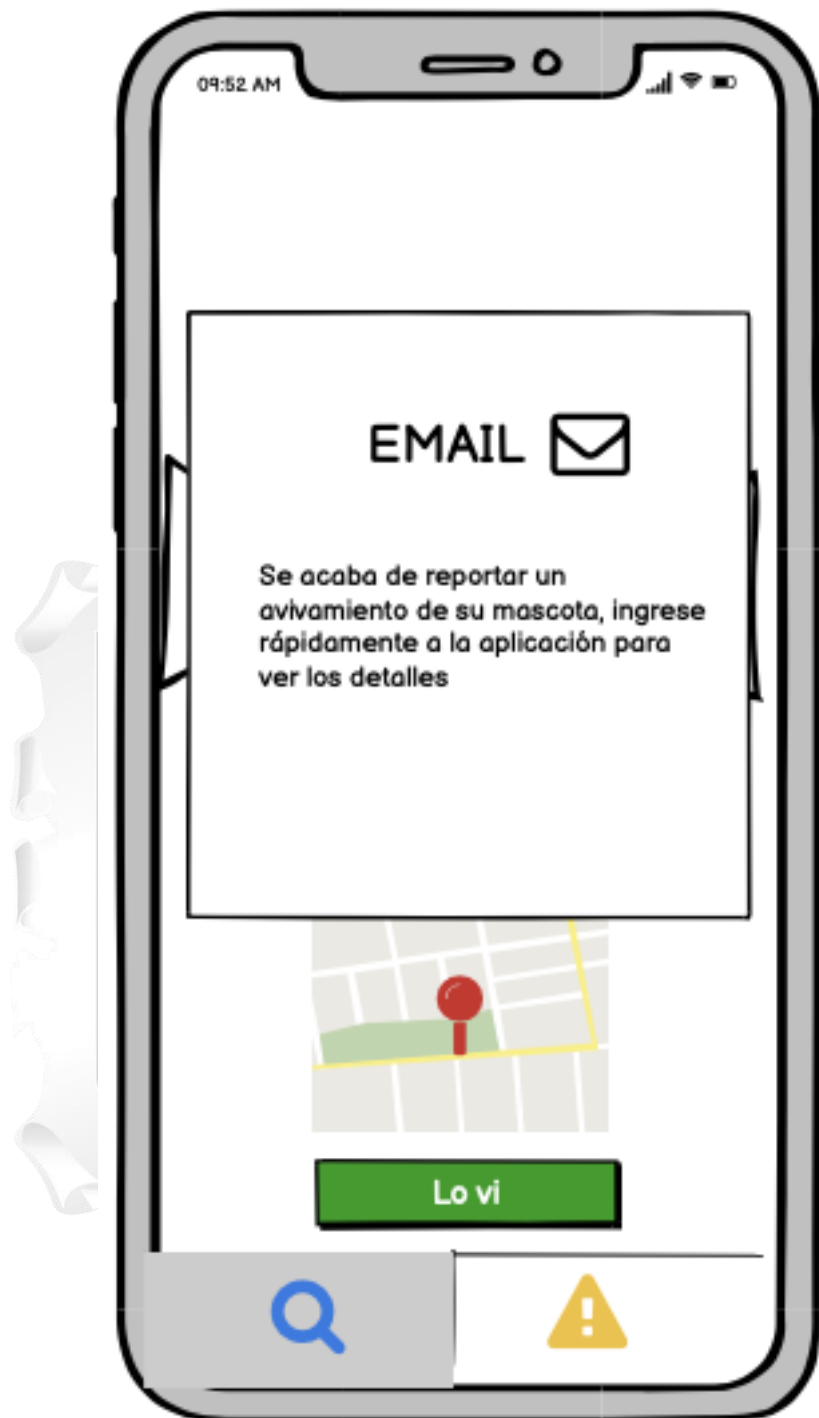 09:52 AM
EMAIL
Se acaba de reportar un
avivamiento de su mascota, ingrese
rápidamente a la aplicación para
ver los detalles
Lo vi